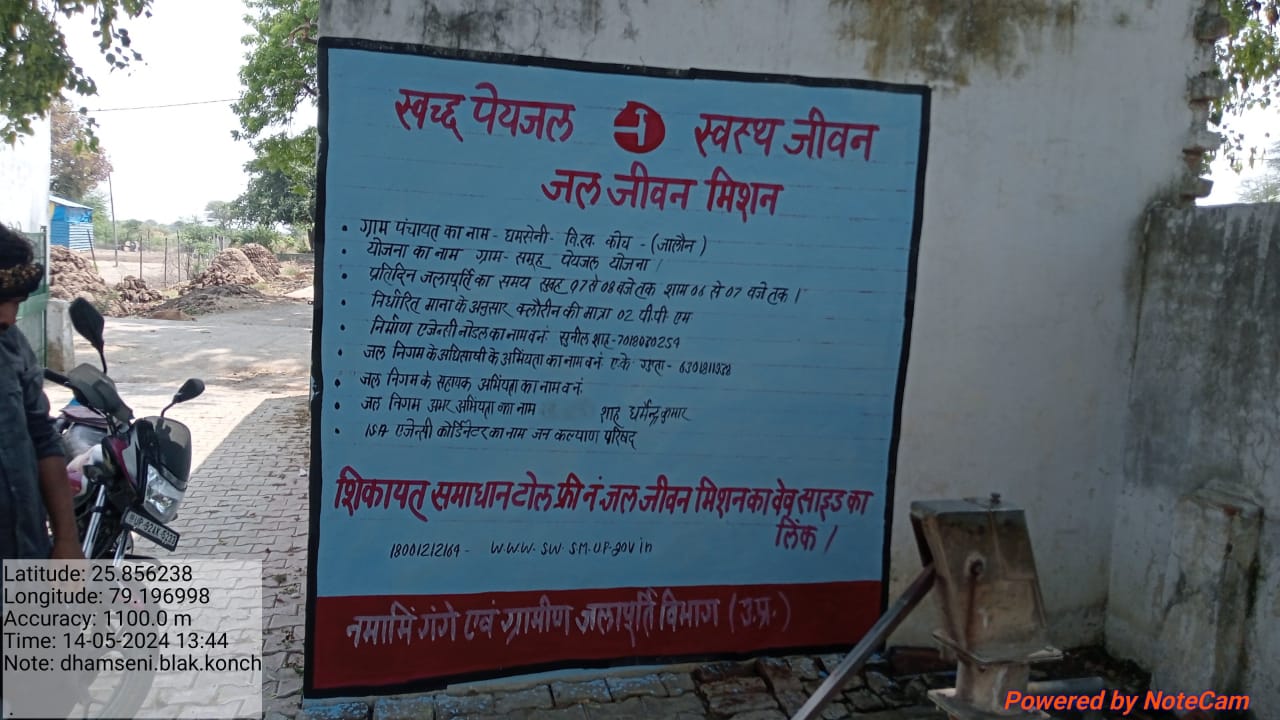 स्वच्छ पेयजल स्वस्थ जीवन
जल जीवन मिशन
• ग्राम पंचायत का नाम - धमसेनी - वि.ख. कोच - (जालौन)
• योजना का नाम ग्राम - समूह पेयजल योजना।
• प्रतिदिन जलापूर्ति का समय सुबह 07 से 08 बजे तक शाम 06 से 07 बजे तक।
• निर्धारित मात्रा के अनुसार क्लौरीन की मात्रा 02 पी.पी एम
• निर्माण एजेन्सी नोडल का नाम व नं. सुनील शाह -
• जल निगम के अधिशाषी के अभियंता का नाम व नं. ए.के गुप्ता -
• जल निगम के सहायक अभियंता का नाम व नं.
• जल निगम अभियंता का नाम शाहू धर्मेन्द्र कुमार
• ISA एजेन्सी कोर्डिनेटर का नाम जन कल्याण परिषद्
शिकायत समाधान टोल फ्री नं. जल जीवन मिशन का वेव साइड का
लिंक।
18001212164 - www.sw.sm.up.gov.in
नमामि गंगे एवं ग्रामीण जलापूर्ति विभाग (उ.प्र.)
Latitude: 25.856238
Longitude: 79.196998
Accuracy: 1100.0 m
Time: 14-05-2024 13:44
Note: dhamseni.blak.konch
Powered by NoteCam